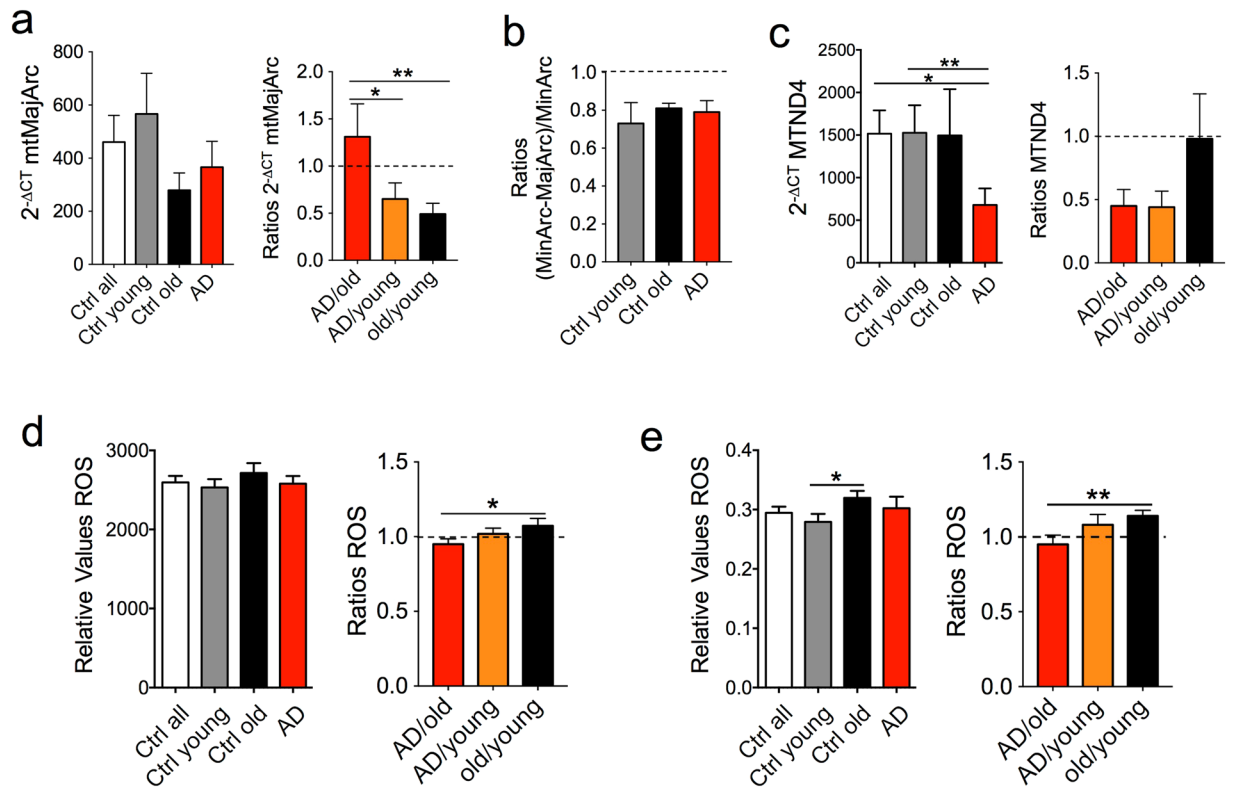 a
2-ΔCT mtMajArc
800
600
400
200
0
Ctrl all
Ctrl young
Ctrl old
AD
Ratios 2-ΔCT mtMajArc
2.0
1.5
1.0
0.5
0.0
**
*
AD/old
AD/young
old/young
b
Ratios
(MinArc-MajArc)/MinArc
1.0
0.8
0.6
0.4
0.2
0.0
Ctrl young
Ctrl old
AD
c
2-ΔCT MTND4
2500
2000
1500
1000
500
0
**
*
Ctrl all
Ctrl young
Ctrl old
AD
Ratios MTND4
1.5
1.0
0.5
0.0
AD/old
AD/young
old/young
d
Relative Values ROS
3000
2000
1000
0
Ctrl all
Ctrl young
Ctrl old
AD
Ratios ROS
1.5
1.0
0.5
0.0
*
AD/old
AD/young
old/young
e
Relative Values ROS
0.4
0.3
0.2
0.1
0.0
*
Ctrl all
Ctrl young
Ctrl old
AD
Ratios ROS
1.5
1.0
0.5
0.0
**
AD/old
AD/young
old/young